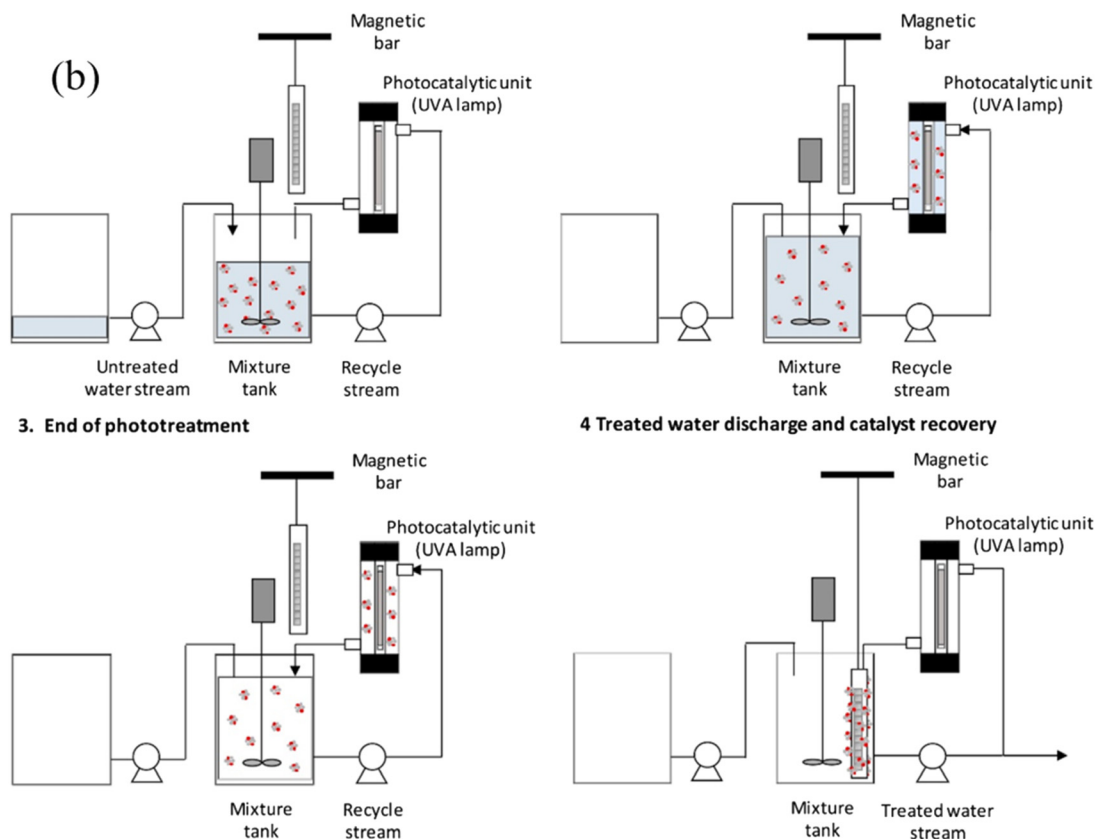 Magnetic
bar
(b)
Photocatalytic unit
(UVA lamp)
Untreated
water stream
Mixture
tank
Recycle
stream
Magnetic
bar
Photocatalytic unit
(UVA lamp)
Mixture
tank
Recycle
stream
3. End of phototreatment
Magnetic
bar
Photocatalytic unit
(UVA lamp)
Mixture
tank
Recycle
stream
4 Treated water discharge and catalyst recovery
Magnetic
bar
Photocatalytic unit
(UVA lamp)
Mixture
tank
Treated water
stream